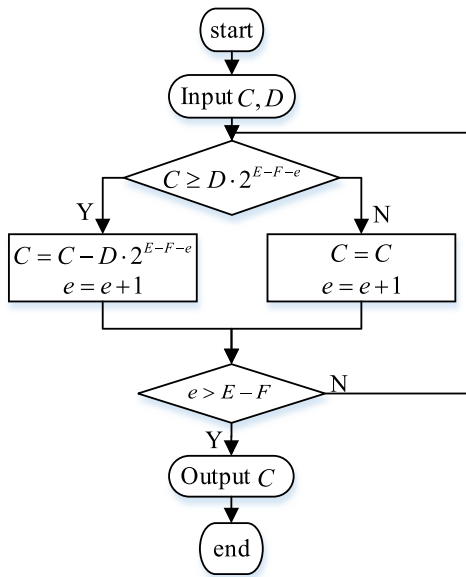 start
Input C, D
C ≥ D · 2^{E−F−e}
Y
N
C = C − D · 2^{E−F−e}
e = e + 1
C = C
e = e + 1
e > E − F
N
Y
Output C
end